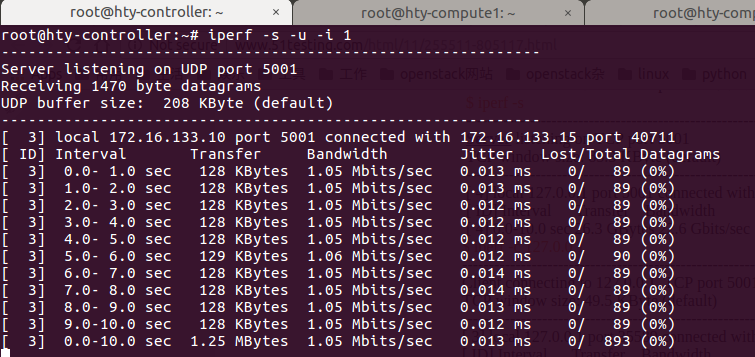 root@hty-controller: ~ × root@hty-compute1: ~ × root@hty-comp
root@hty-controller:~# iperf -s -u -i 1
------------------------------------------------------------
Server listening on UDP port 5001
Receiving 1470 byte datagrams
UDP buffer size:  208 KByte (default)
------------------------------------------------------------
[  3] local 172.16.133.10 port 5001 connected with 172.16.133.15 port 40711
[ ID] Interval       Transfer     Bandwidth        Jitter   Lost/Total Datagrams
[  3]  0.0- 1.0 sec   128 KBytes  1.05 Mbits/sec   0.013 ms    0/   89 (0%)
[  3]  1.0- 2.0 sec   128 KBytes  1.05 Mbits/sec   0.013 ms    0/   89 (0%)
[  3]  2.0- 3.0 sec   128 KBytes  1.05 Mbits/sec   0.012 ms    0/   89 (0%)
[  3]  3.0- 4.0 sec   128 KBytes  1.05 Mbits/sec   0.013 ms    0/   89 (0%)
[  3]  4.0- 5.0 sec   128 KBytes  1.05 Mbits/sec   0.012 ms    0/   89 (0%)
[  3]  5.0- 6.0 sec   129 KBytes  1.06 Mbits/sec   0.012 ms    0/   90 (0%)
[  3]  6.0- 7.0 sec   128 KBytes  1.05 Mbits/sec   0.014 ms    0/   89 (0%)
[  3]  7.0- 8.0 sec   128 KBytes  1.05 Mbits/sec   0.014 ms    0/   89 (0%)
[  3]  8.0- 9.0 sec   128 KBytes  1.05 Mbits/sec   0.013 ms    0/   89 (0%)
[  3]  9.0-10.0 sec   128 KBytes  1.05 Mbits/sec   0.012 ms    0/   89 (0%)
[  3]  0.0-10.0 sec  1.25 MBytes  1.05 Mbits/sec   0.013 ms    0/  893 (0%)